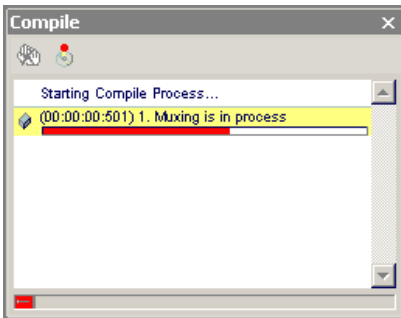 Compile
Starting Compile Process...
(00:00:00:501) 1. Muxing is in process